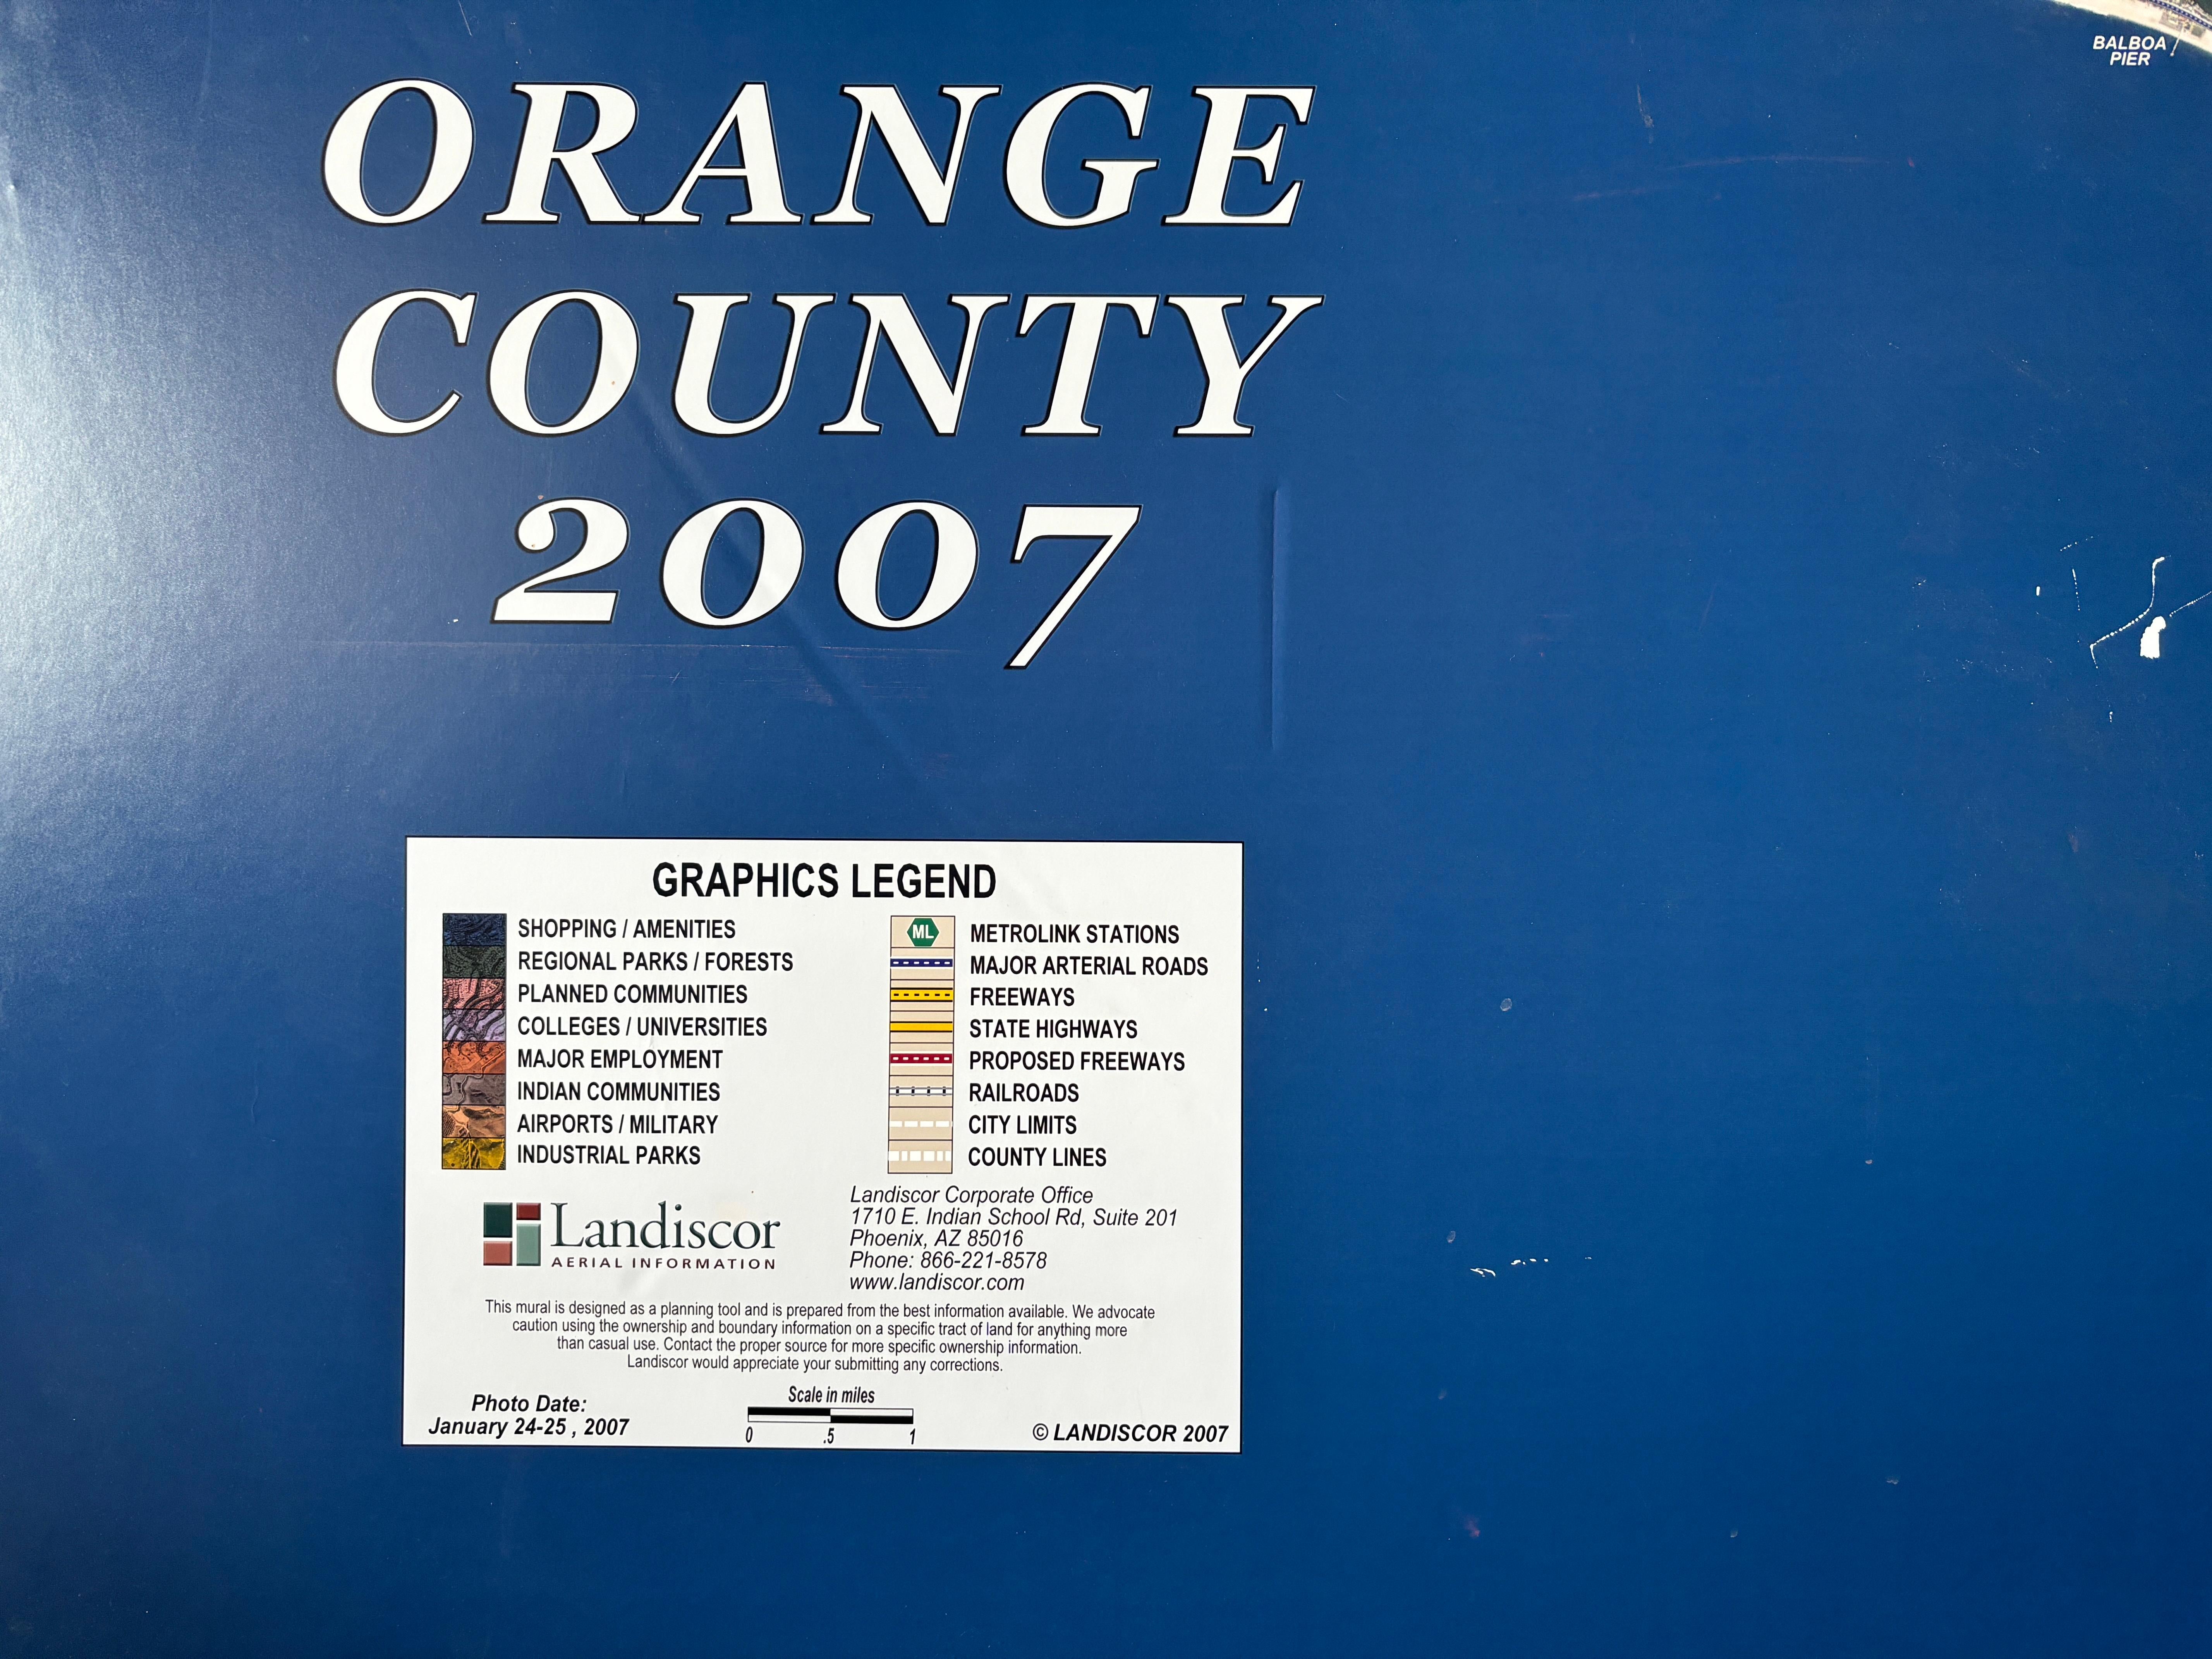 BALBOA
PIER
ORANGE
COUNTY
2007
GRAPHICS LEGEND
SHOPPING / AMENITIES
REGIONAL PARKS / FORESTS
PLANNED COMMUNITIES
COLLEGES / UNIVERSITIES
MAJOR EMPLOYMENT
INDIAN COMMUNITIES
AIRPORTS / MILITARY
INDUSTRIAL PARKS
ML METROLINK STATIONS
MAJOR ARTERIAL ROADS
FREEWAYS
STATE HIGHWAYS
PROPOSED FREEWAYS
RAILROADS
CITY LIMITS
COUNTY LINES
Landiscor
AERIAL INFORMATION
Landiscor Corporate Office
1710 E. Indian School Rd, Suite 201
Phoenix, AZ 85016
Phone: 866-221-8578
www.landiscor.com
This mural is designed as a planning tool and is prepared from the best information available. We advocate
caution using the ownership and boundary information on a specific tract of land for anything more
than casual use. Contact the proper source for more specific ownership information.
Landiscor would appreciate your submitting any corrections.
Photo Date:
January 24-25 , 2007
Scale in miles
0 .5 1
© LANDISCOR 2007